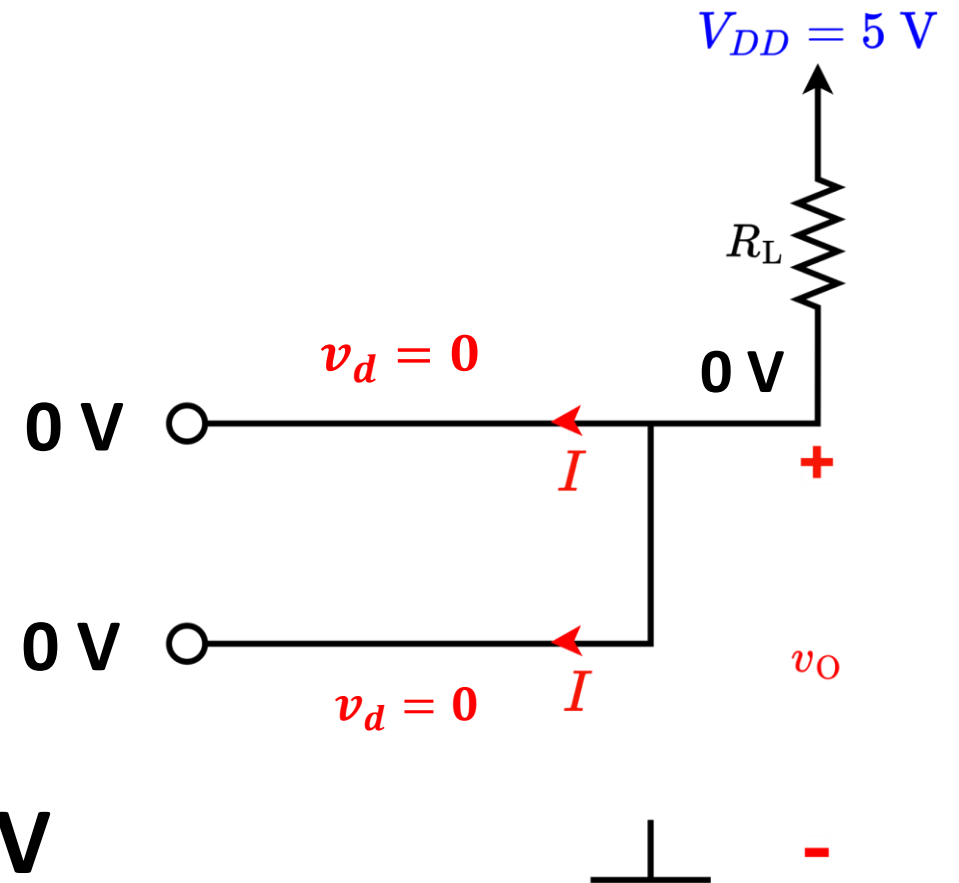 V_DD = 5 V
R_L
v_d = 0
0 V
0 V
I
+
0 V
I
v_O
v_d = 0
V
-